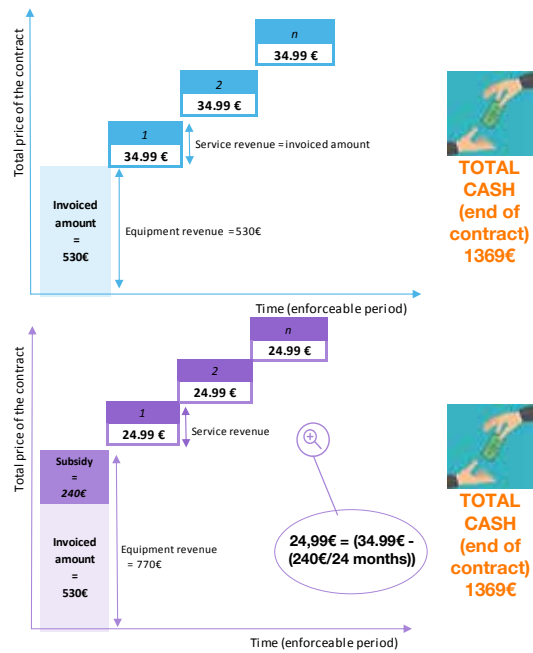 Total price of the contract
n
34.99 €
2
34.99 €
1
34.99 €
Service revenue = invoiced amount
Invoiced
amount
=
530€
Equipment revenue = 530€
Time (enforceable period)
TOTAL
CASH
(end of
contract)
1369€
Total price of the contract
n
24.99 €
2
24.99 €
1
24.99 €
Service revenue
Subsidy
=
240€
Invoiced
amount
=
530€
Equipment revenue
= 770€
24,99€ = (34.99€ -
(240€/24 months))
Time (enforceable period)
TOTAL
CASH
(end of
contract)
1369€